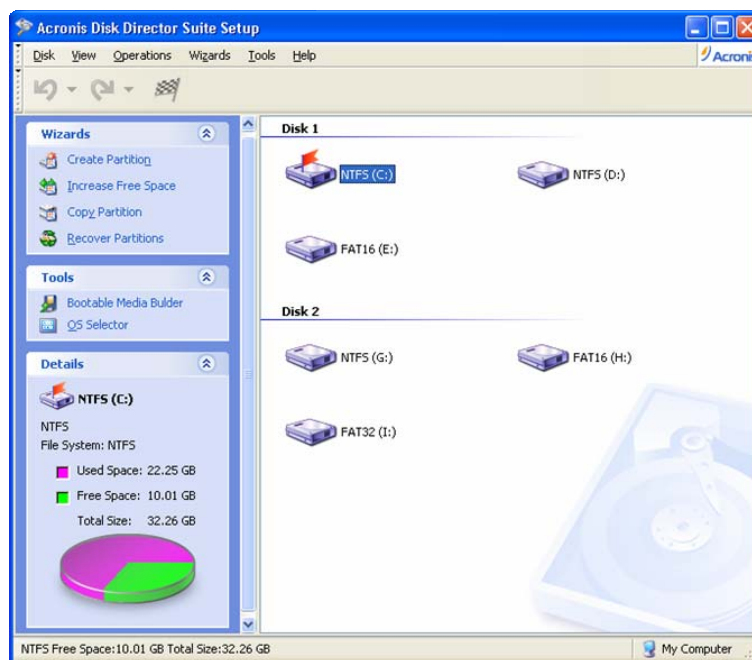 Acronis Disk Director Suite Setup
Disk View Operations Wizards Tools Help
Acronis
Wizards
Create Partition
Increase Free Space
Copy Partition
Recover Partitions
Tools
Bootable Media Bulder
OS Selector
Details
NTFS (C:)
NTFS
File System: NTFS
Used Space: 22.25 GB
Free Space: 10.01 GB
Total Size: 32.26 GB
Disk 1
NTFS (C:) NTFS (D:)
FAT16 (E:)
Disk 2
NTFS (G:) FAT16 (H:)
FAT32 (I:)
NTFS Free Space:10.01 GB Total Size:32.26 GB My Computer